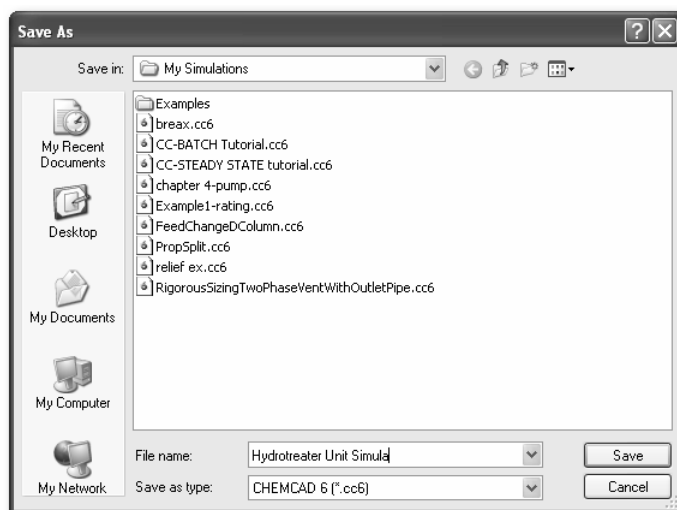 Save As
Save in: My Simulations
My Recent
Documents
Desktop
My Documents
My Computer
My Network
Examples
breax.cc6
CC-BATCH Tutorial.cc6
CC-STEADY STATE tutorial.cc6
chapter 4-pump.cc6
Example1-rating.cc6
FeedChangeDColumn.cc6
PropSplit.cc6
relief ex.cc6
RigorousSizingTwoPhaseVentWithOutletPipe.cc6
File name: Hydrotreater Unit Simula Save
Save as type: CHEMCAD 6 (*.cc6) Cancel